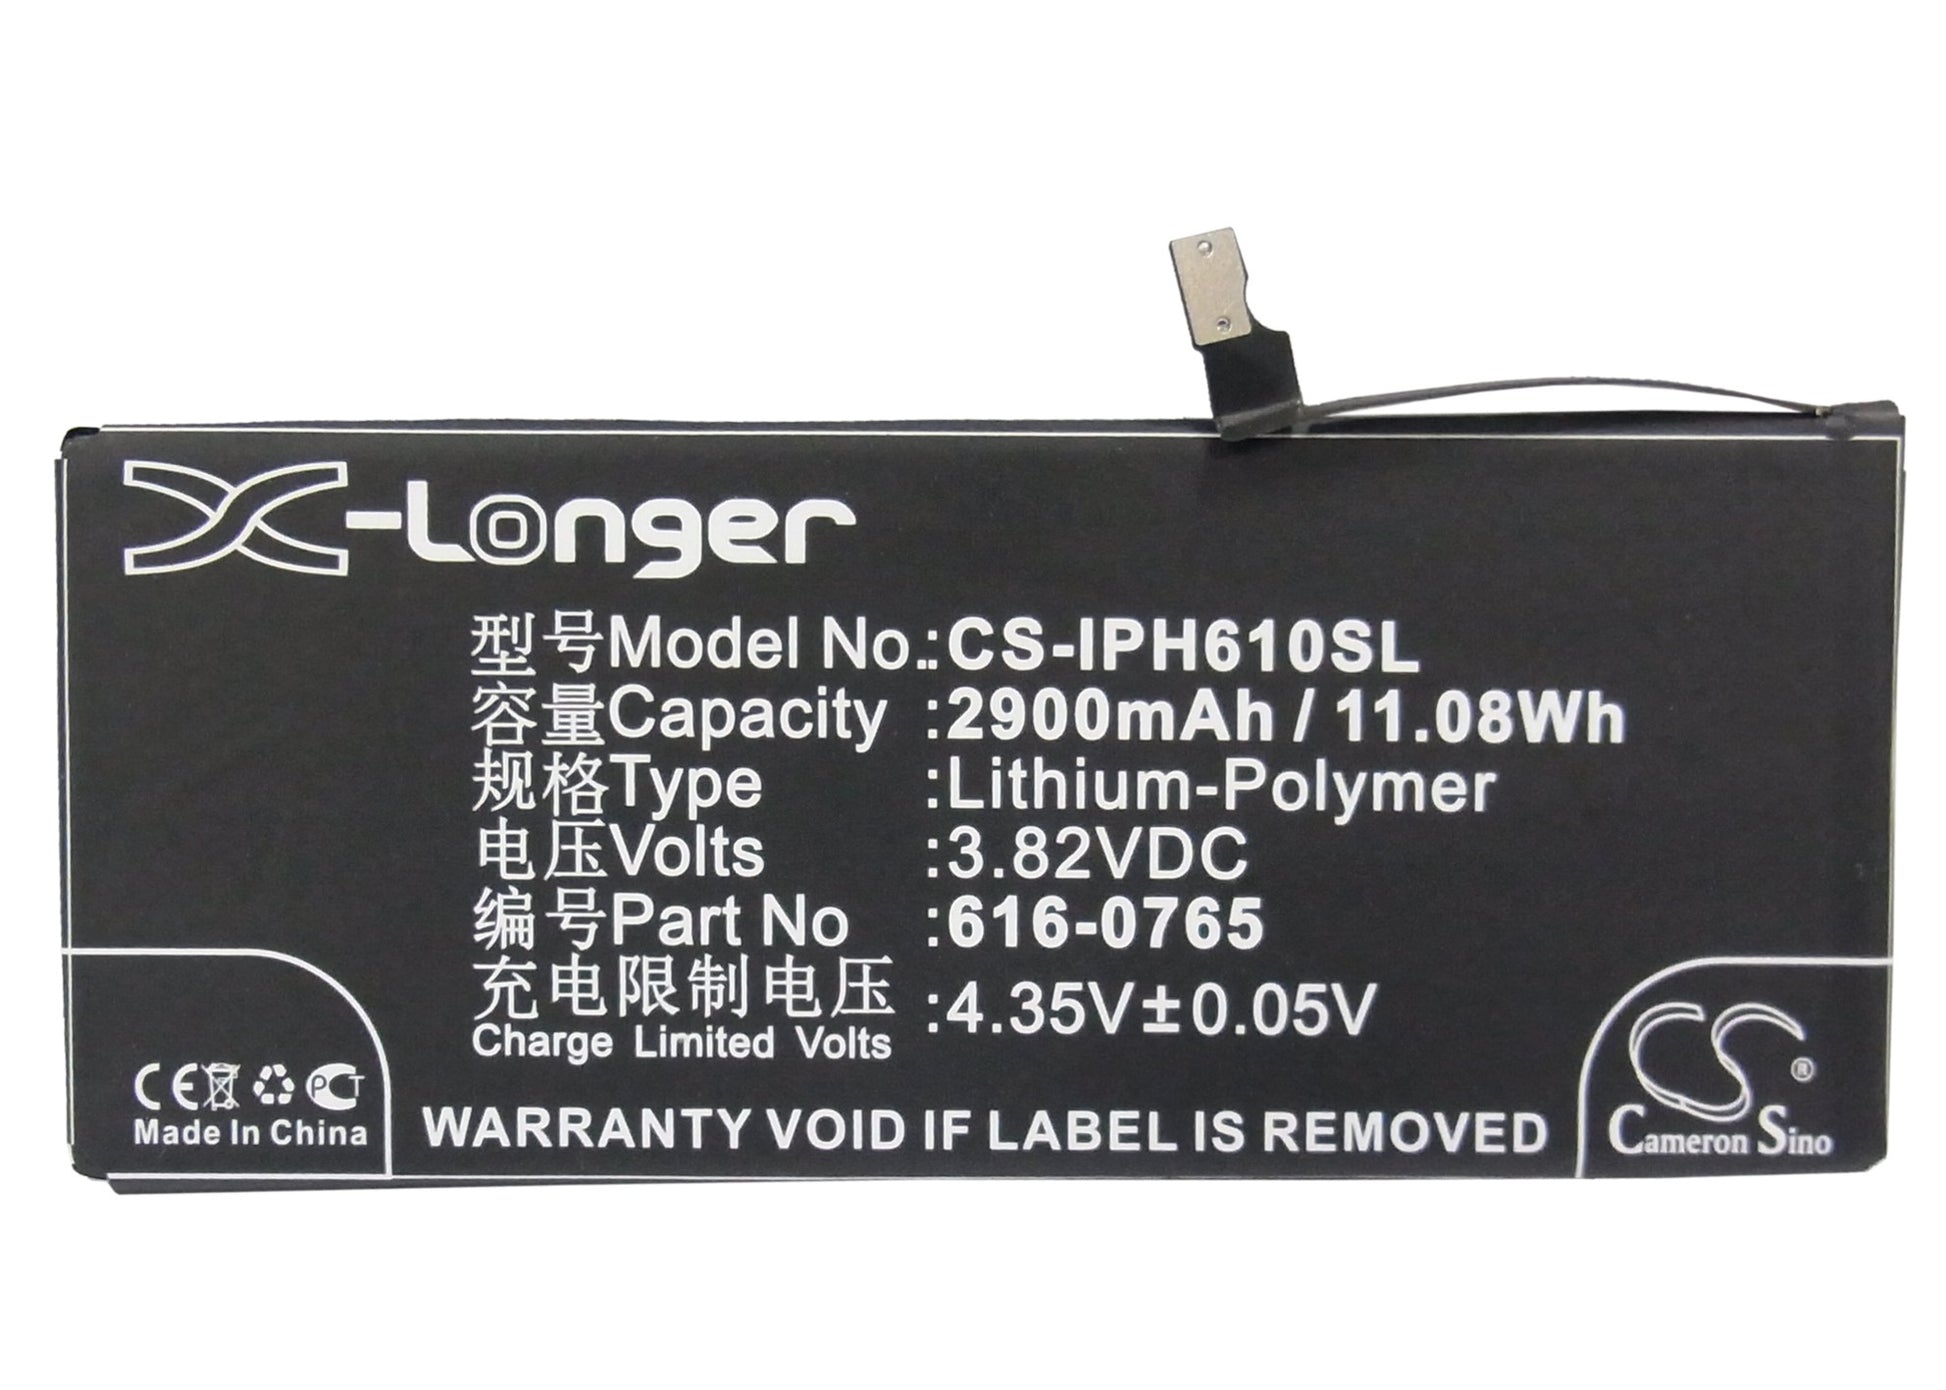 X-Longer
型号Model No.:CS-IPH610SL
容量Capacity :2900mAh / 11.08Wh
规格Type :Lithium-Polymer
电压Volts :3.82VDC
编号Part No :616-0765
充电限制电压 :4.35V±0.05V
Charge Limited Volts
CE PCT
Made In China
WARRANTY VOID IF LABEL IS REMOVED
CS ®
Cameron Sino